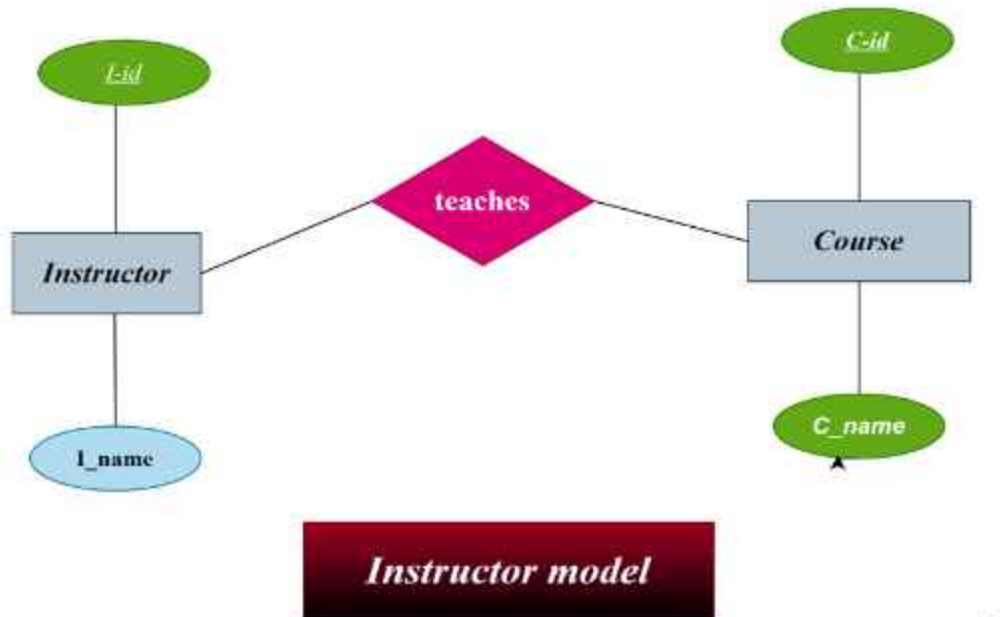 I-id
C-id
teaches
Instructor
Course
I_name
C_name
Instructor model